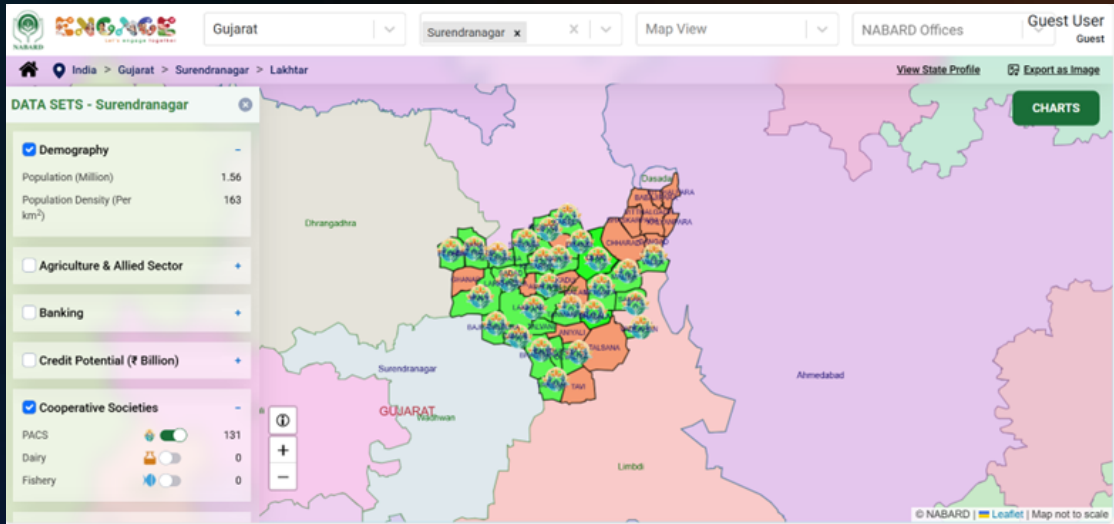 NABARD
ENGAGE
Let's engage together
Gujarat
Surendranagar ×
Map View
NABARD Offices
Guest User
Guest
India > Gujarat > Surendranagar > Lakhtar
View State Profile
Export as Image
DATA SETS - Surendranagar
CHARTS
Demography
Population (Million) 1.56
Population Density (Per
km²) 163
Agriculture & Allied Sector +
Banking +
Credit Potential (₹ Billion) +
Cooperative Societies −
PACS 131
Dairy 0
Fishery 0
Dasada
Dhrangadhra
CHHARAD
TALSANA
TAVI
Surendranagar
Ahmedabad
GUJARAT
Wadhwan
Limbdi
© NABARD | Leaflet | Map not to scale